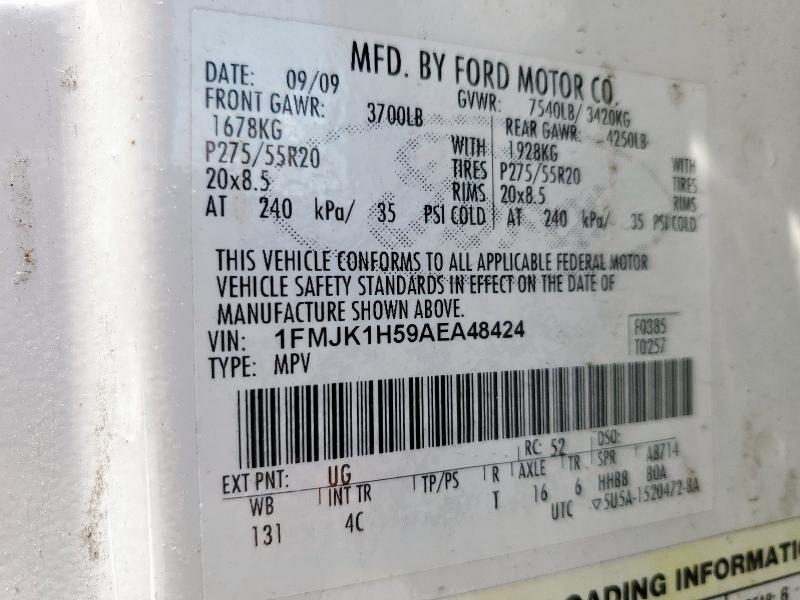 MFD. BY FORD MOTOR CO.
DATE: 09/09 GVWR: 7540LB/ 3420KG
FRONT GAWR: 3700LB REAR GAWR: 4250LB
1678KG WITH 1928KG WITH
P275/55R20 TIRES P275/55R20 TIRES
20x8.5 RIMS 20x8.5 RIMS
AT 240 kPa/ 35 PSI COLD AT 240 kPa/ 35 PSI COLD
THIS VEHICLE CONFORMS TO ALL APPLICABLE FEDERAL MOTOR
VEHICLE SAFETY STANDARDS IN EFFECT ON THE DATE OF
MANUFACTURE SHOWN ABOVE.
VIN: 1FMJK1H59AEA48424 F0385
TYPE: MPV T0257
EXT PNT: UG RC: 52 DSO:
WB INT TR TP/PS R AXLE TR SPR A8714
131 4C T 16 6 HH88 80A
UTC ▽5U5A-1520472-BA
OADING INFORMATIO